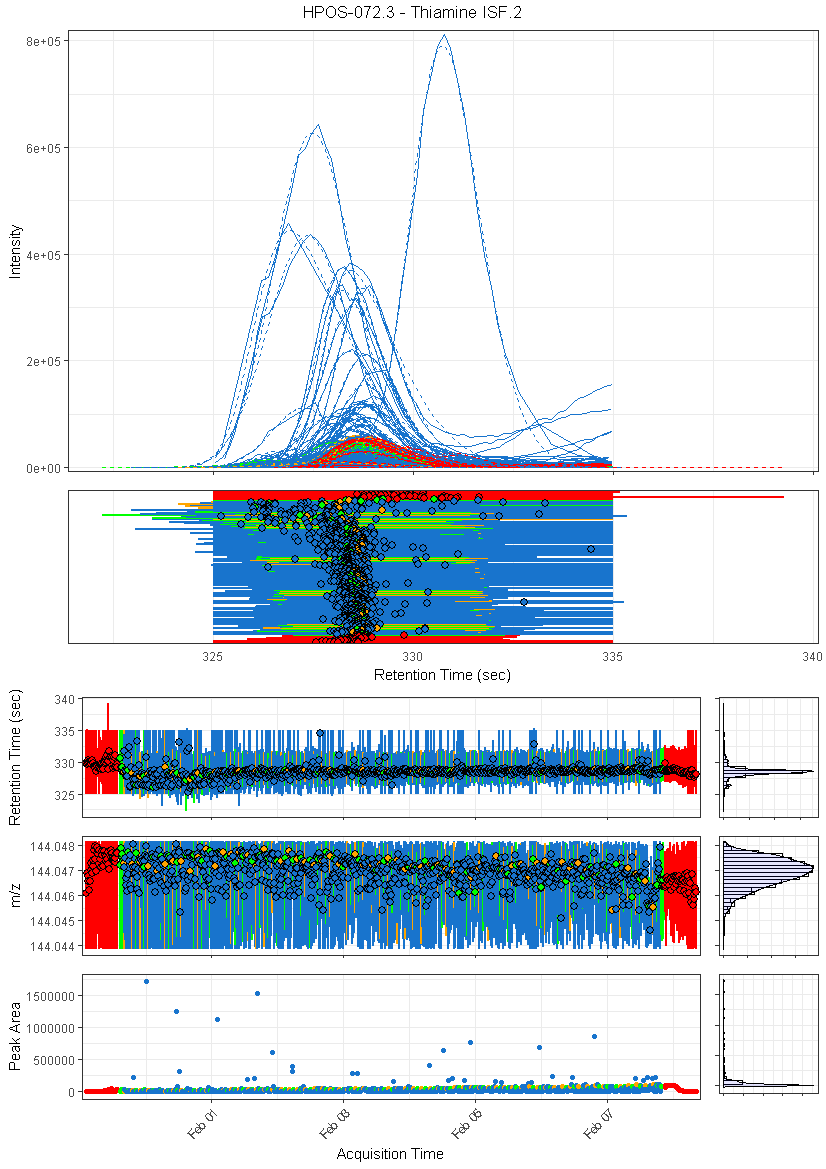 HPOS-072.3 - Thiamine ISF.2
8e+05
6e+05
4e+05
2e+05
0e+00
Intensity
325
330
335
340
Retention Time (sec)
340
335
330
325
Retention Time (sec)
144.048
144.047
144.046
144.045
144.044
m/z
1500000
1000000
500000
0
Peak Area
Feb 01
Feb 03
Feb 05
Feb 07
Acquisition Time